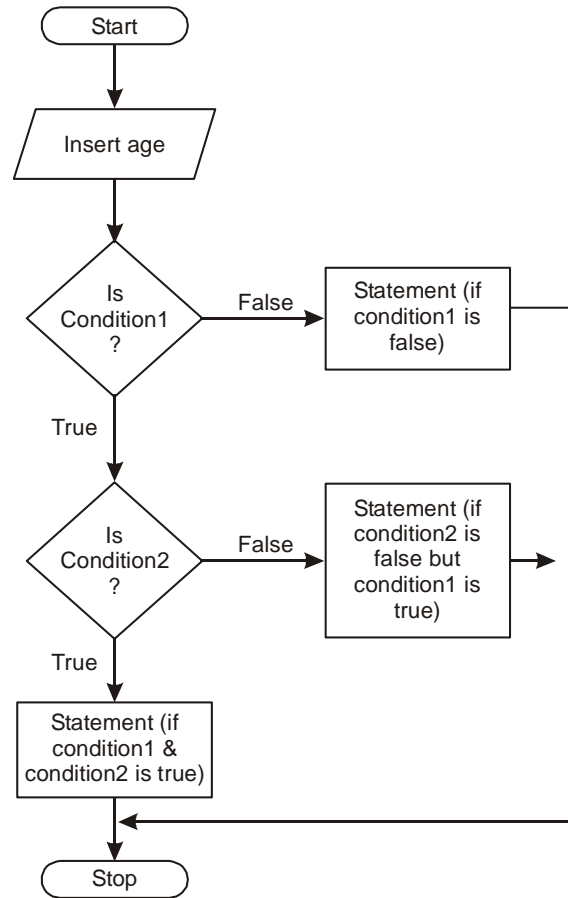 Start
Insert age
Is
Condition1
?
False
Statement (if
condition1 is
false)
True
Is
Condition2
?
False
Statement (if
condition2 is
false but
condition1 is
true)
True
Statement (if
condition1 &
condition2 is true)
Stop